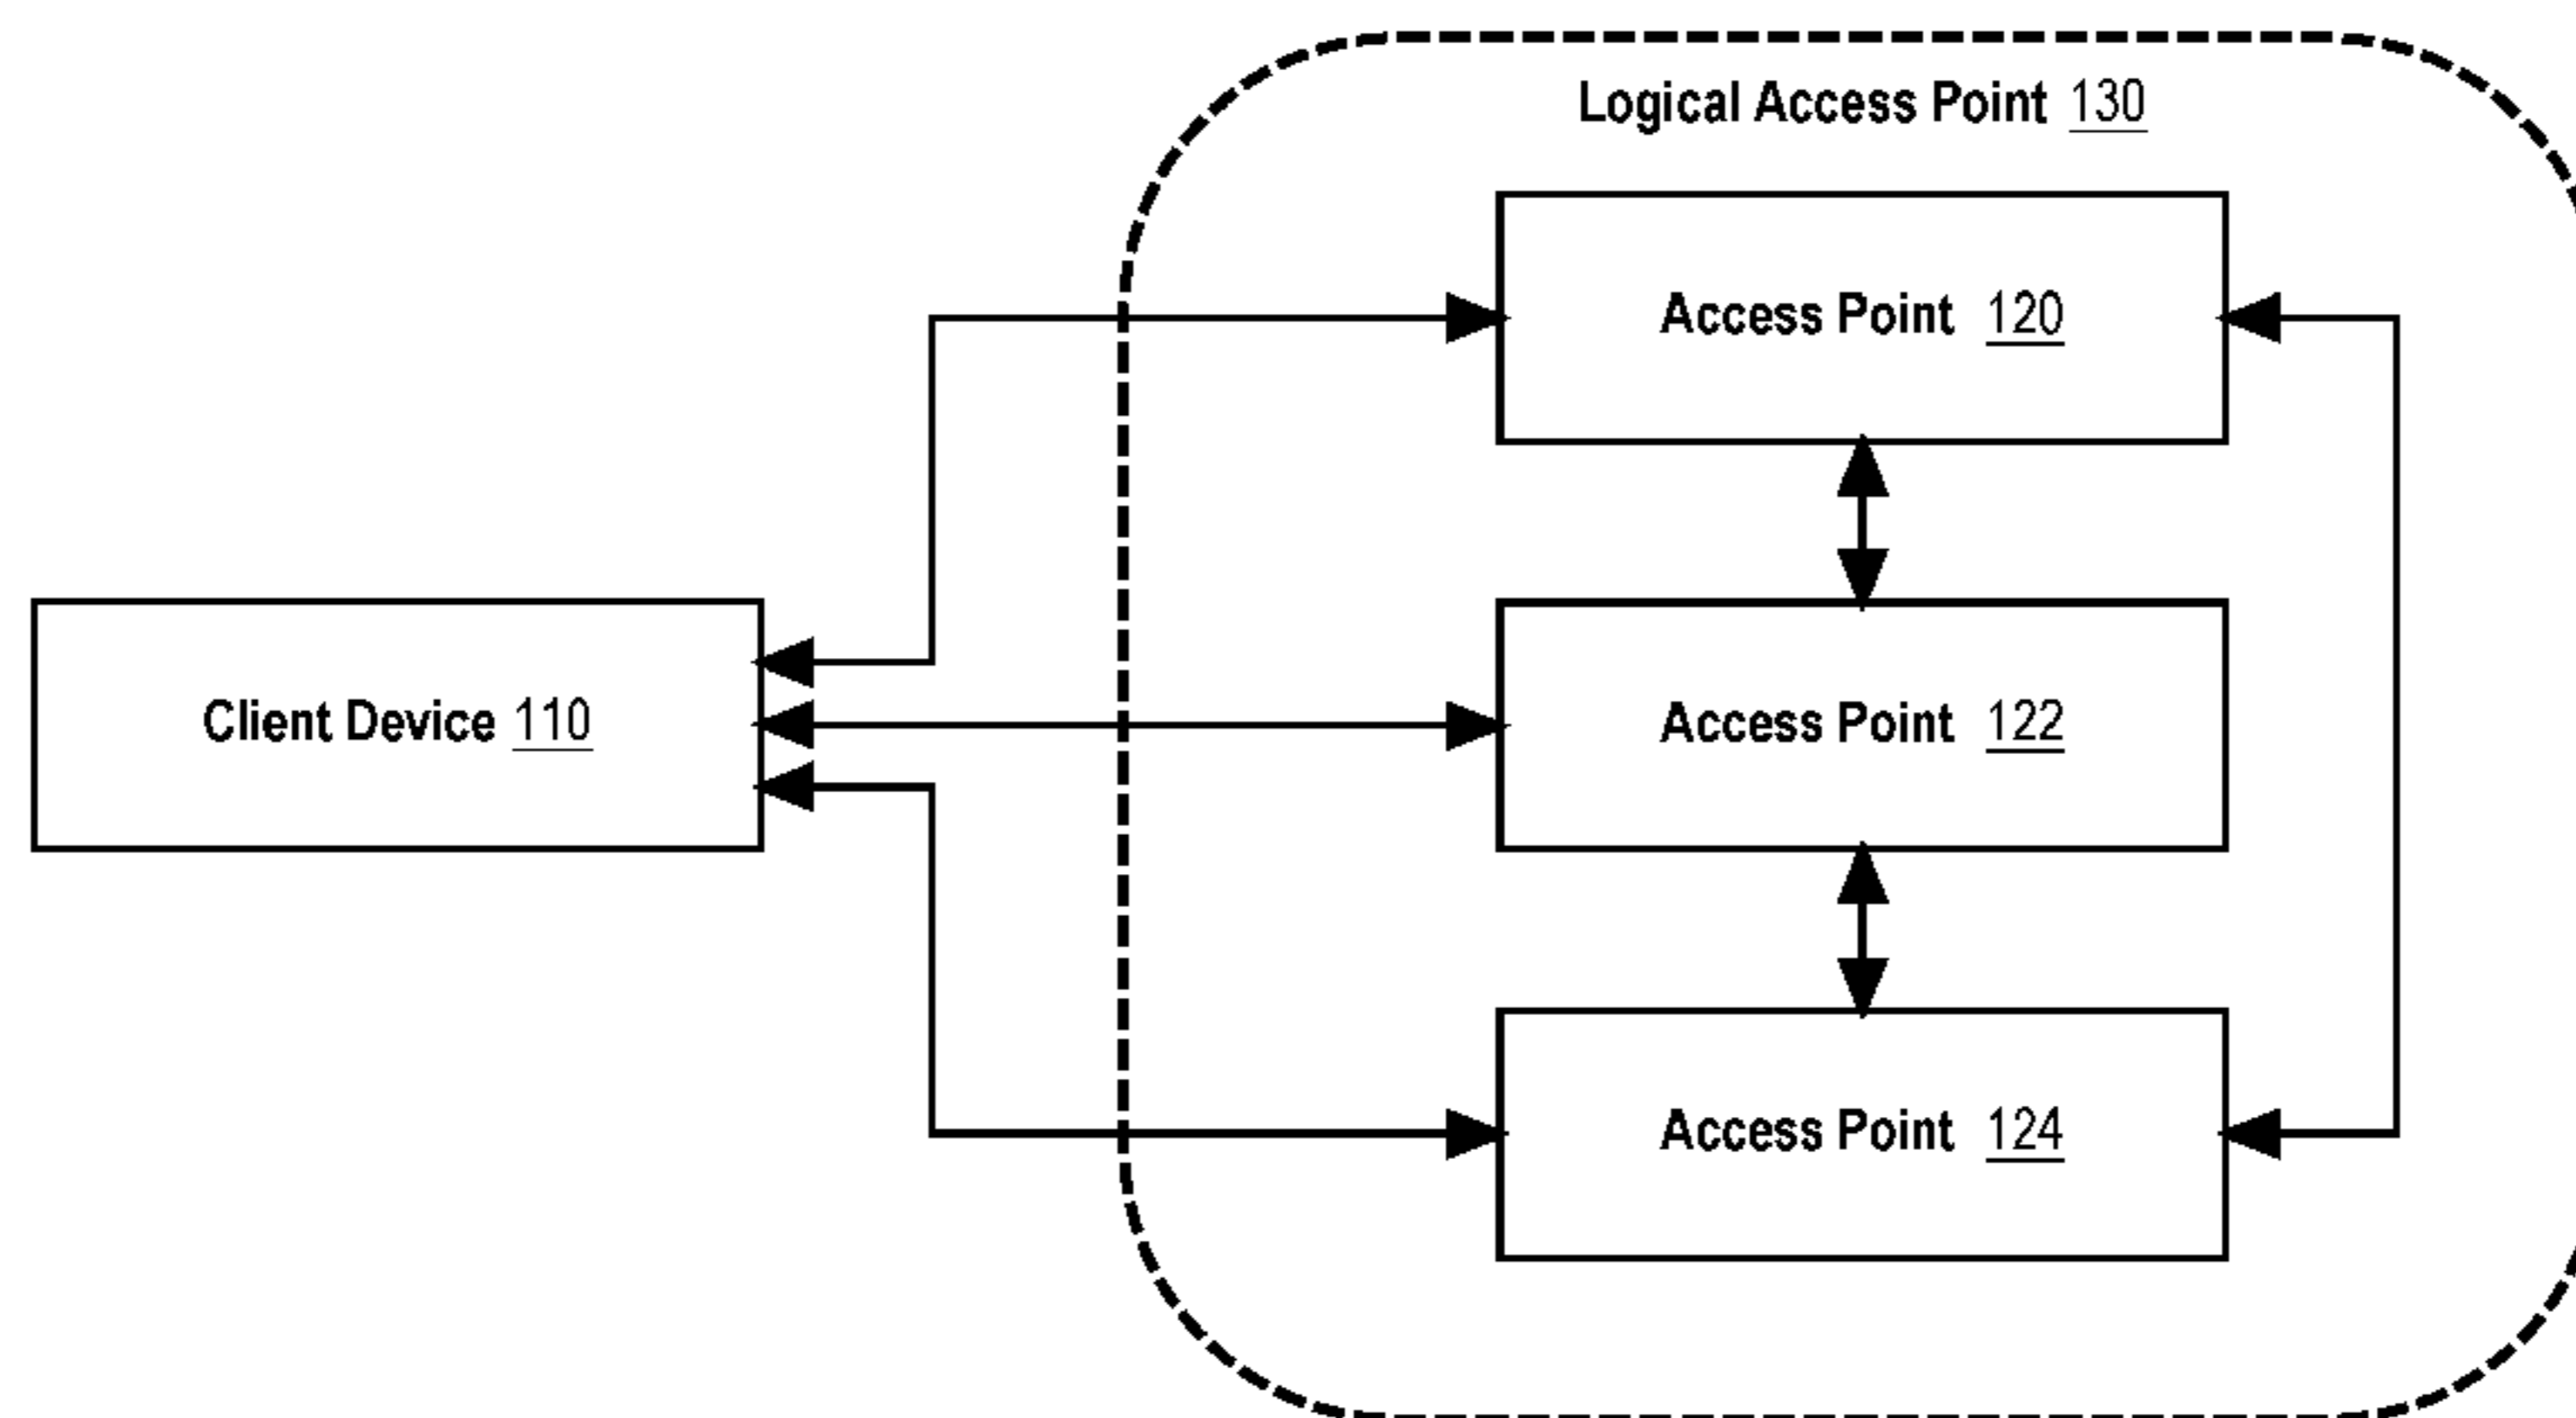 Logical Access Point 130
Access Point 120
Client Device 110
Access Point 122
Access Point 124